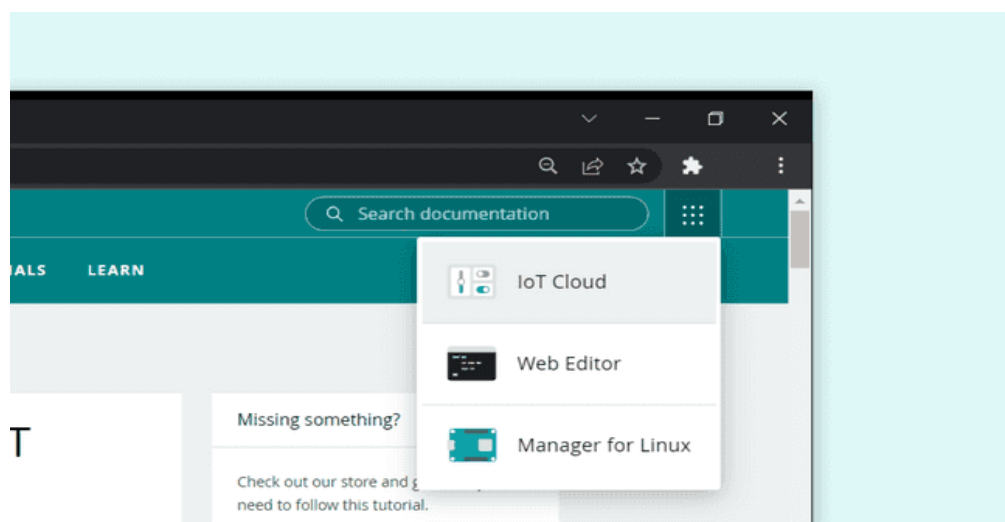 Search documentation
IALS LEARN
IoT Cloud
Web Editor
Manager for Linux
T
Missing something?
Check out our store and
need to follow this tutorial.